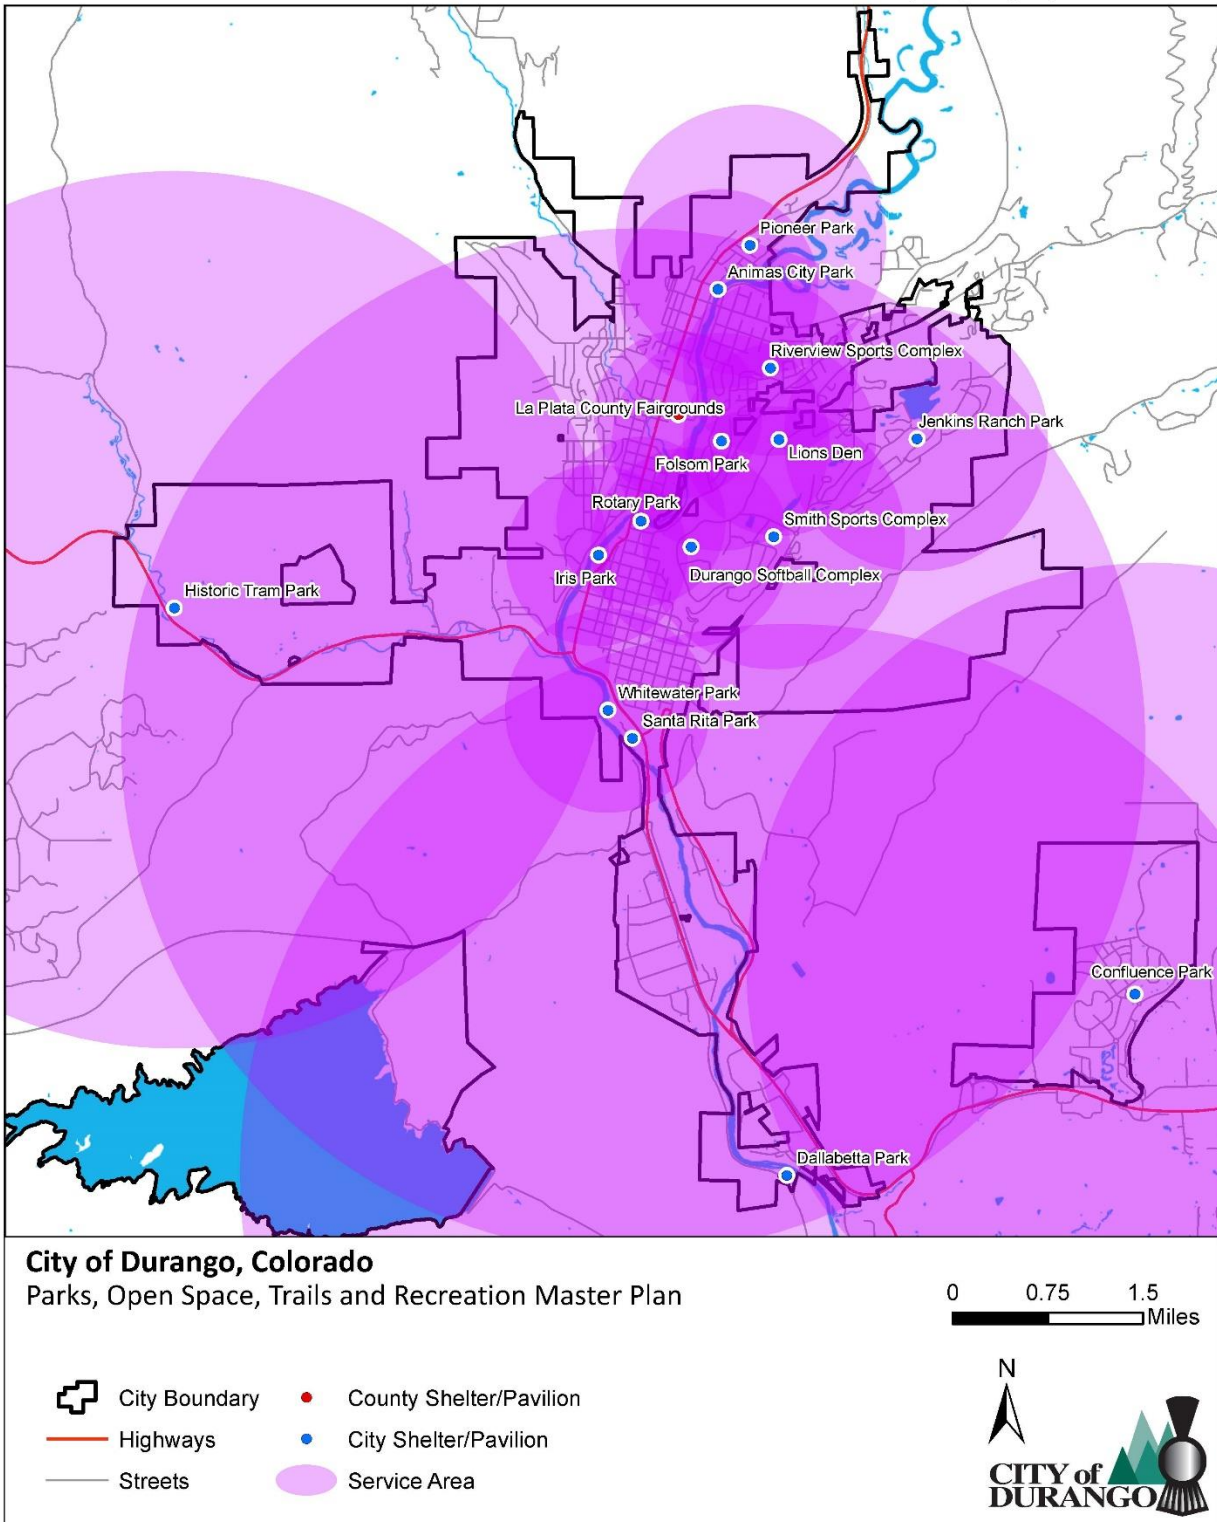 Pioneer Park
Animas City Park
Riverview Sports Complex
La Plata County Fairgrounds
Jenkins Ranch Park
Lions Den
Folsom Park
Rotary Park
Smith Sports Complex
Iris Park
Durango Softball Complex
Historic Tram Park
Whitewater Park
Santa Rita Park
Confluence Park
Dallabetta Park
City of Durango, Colorado
Parks, Open Space, Trails and Recreation Master Plan
0 0.75 1.5
Miles
City Boundary
County Shelter/Pavilion
Highways
City Shelter/Pavilion
Streets
Service Area
N
CITY of
DURANGO